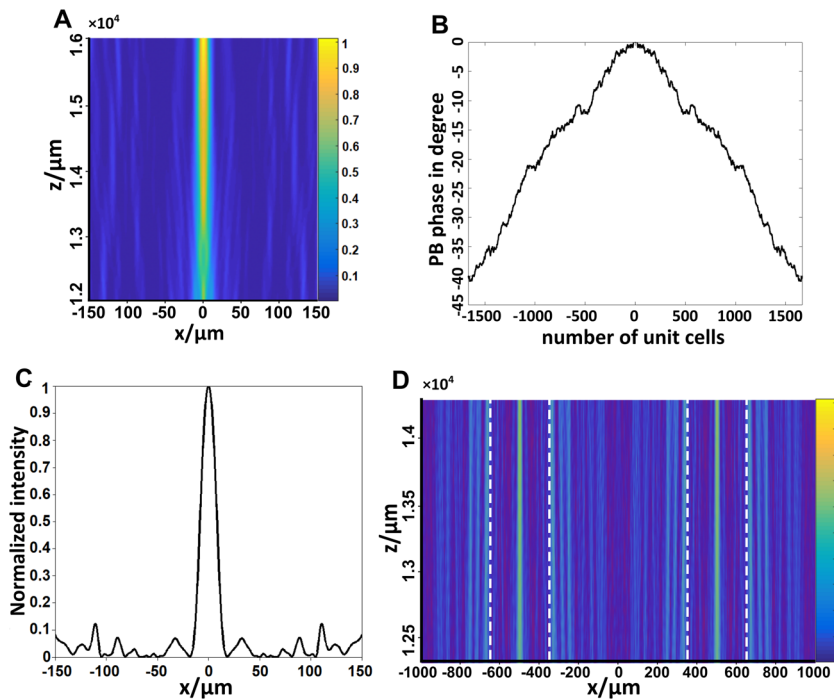 A
×10⁴
1.6
1.5
1.4
1.3
1.2
z/μm
-150 -100 -50 0 50 100 150
x/μm
1
0.9
0.8
0.7
0.6
0.5
0.4
0.3
0.2
0.1
B
0
-5
-10
-15
-20
-25
-30
-35
-40
-45
PB phase in degree
-1500 -1000 -500 0 500 1000 1500
number of unit cells
C
1
0.9
0.8
0.7
0.6
0.5
0.4
0.3
0.2
0.1
0
Normalized intensity
-150 -100 -50 0 50 100 150
x/μm
D
×10⁴
1.4
1.35
1.3
1.25
z/μm
-1000 -800 -600 -400 -200 0 200 400 600 800 1000
x/μm